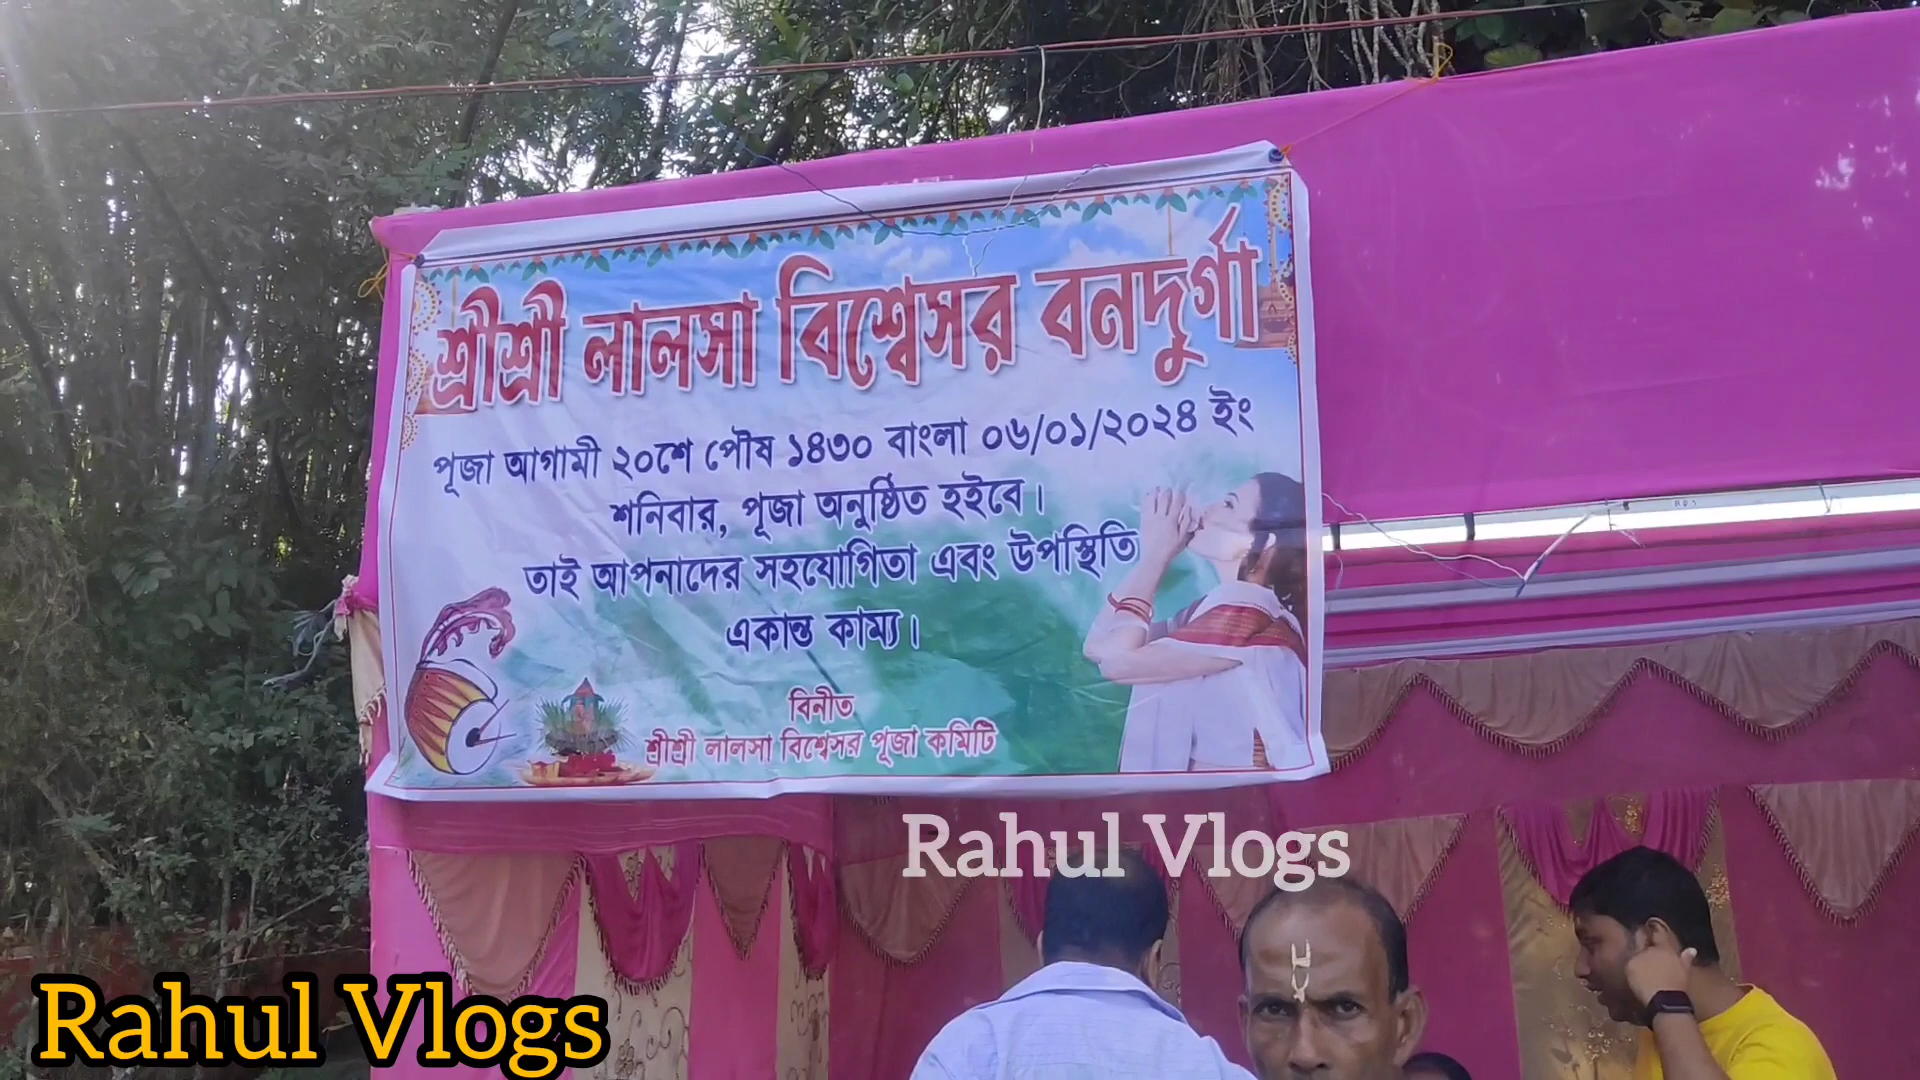 শ্রীশ্রী লালসা বিশ্বেসর বনদুর্গা
পূজা আগামী ২০শে পৌষ ১৪৩০ বাংলা ০৬/০১/২০২৪ ইং
শনিবার, পূজা অনুষ্ঠিত হইবে।
তাই আপনাদের সহযোগিতা এবং উপস্থিতি
একান্ত কাম্য।
বিনীত
শ্রীশ্রী লালসা বিশ্বেসর পূজা কমিটি
Rahul Vlogs
Rahul Vlogs